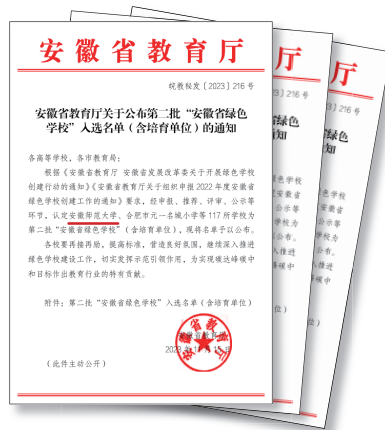 安徽省教育厅
皖教秘发〔2023〕216号
安徽省教育厅关于公布第二批“安徽省绿色
学校”入选名单（含培育单位）的通知
各高等学校，各市教育局：
根据《安徽省教育厅 安徽省发展改革委关于开展绿色学校
创建行动的通知》《安徽省教育厅关于组织申报2022年度安徽省
绿色学校创建工作的通知》要求，经申报、推荐、评审、公示等
环节，认定安徽师范大学、合肥市元一名城小学等117所学校为
第二批“安徽省绿色学校”（含培育单位），现将名单予以公布。
各校要再接再励，提高标准，营造良好氛围，继续深入推进
绿色学校建设工作，切实发挥示范引领作用，为实现碳达峰碳中
和目标作出教育行业的特有贡献。
附件：第二批“安徽省绿色学校”入选名单（含培育单位）
安徽省教育厅
（此件主动公开）